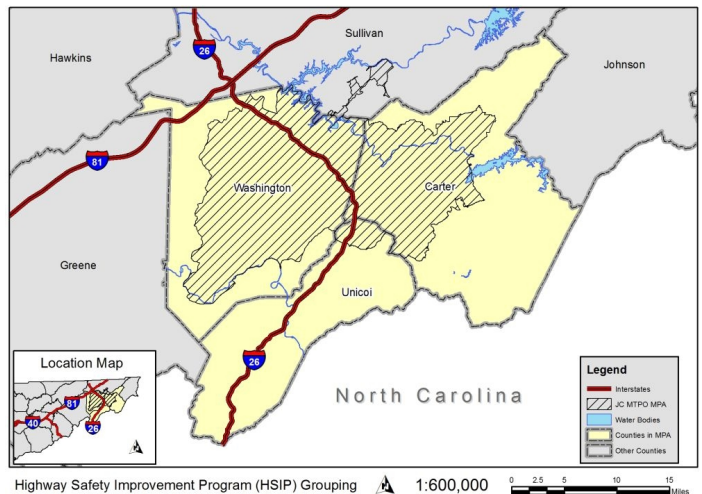 Hawkins
26
Sullivan
Johnson
81
Washington
Carter
Greene
Unicoi
26
North Carolina
Location Map
81
40
26
Legend
Interstates
JC MTPO MPA
Water Bodies
Counties in MPA
Other Counties
Highway Safety Improvement Program (HSIP) Grouping
1:600,000
0 2.5 5 10 15
Miles